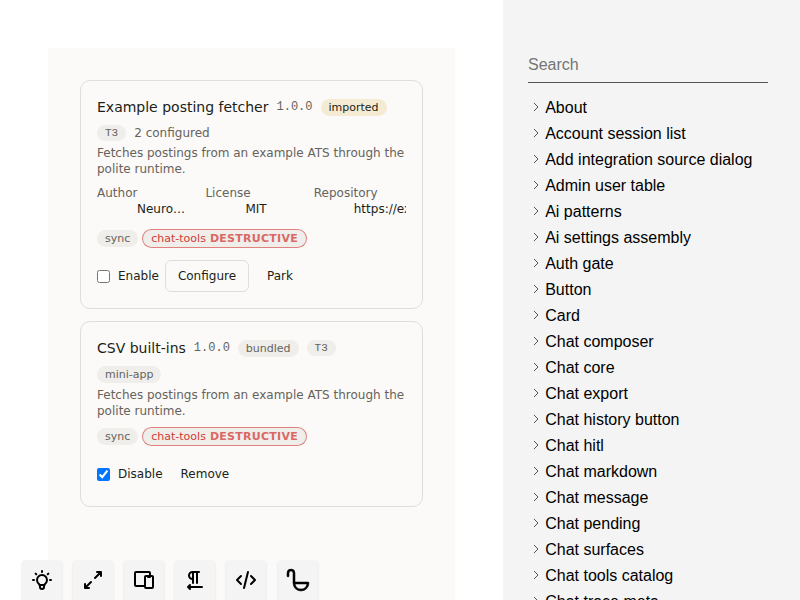 Example posting fetcher 1.0.0 imported
T3 2 configured
Fetches postings from an example ATS through the
polite runtime.
Author License Repository
Neuro… MIT https://e
sync chat-tools DESTRUCTIVE
Enable Configure Park
CSV built-ins 1.0.0 bundled T3
mini-app
Fetches postings from an example ATS through the
polite runtime.
sync chat-tools DESTRUCTIVE
Disable Remove
Search
About
Account session list
Add integration source dialog
Admin user table
Ai patterns
Ai settings assembly
Auth gate
Button
Card
Chat composer
Chat core
Chat export
Chat history button
Chat hitl
Chat markdown
Chat message
Chat pending
Chat surfaces
Chat tools catalog
Chat trace meta